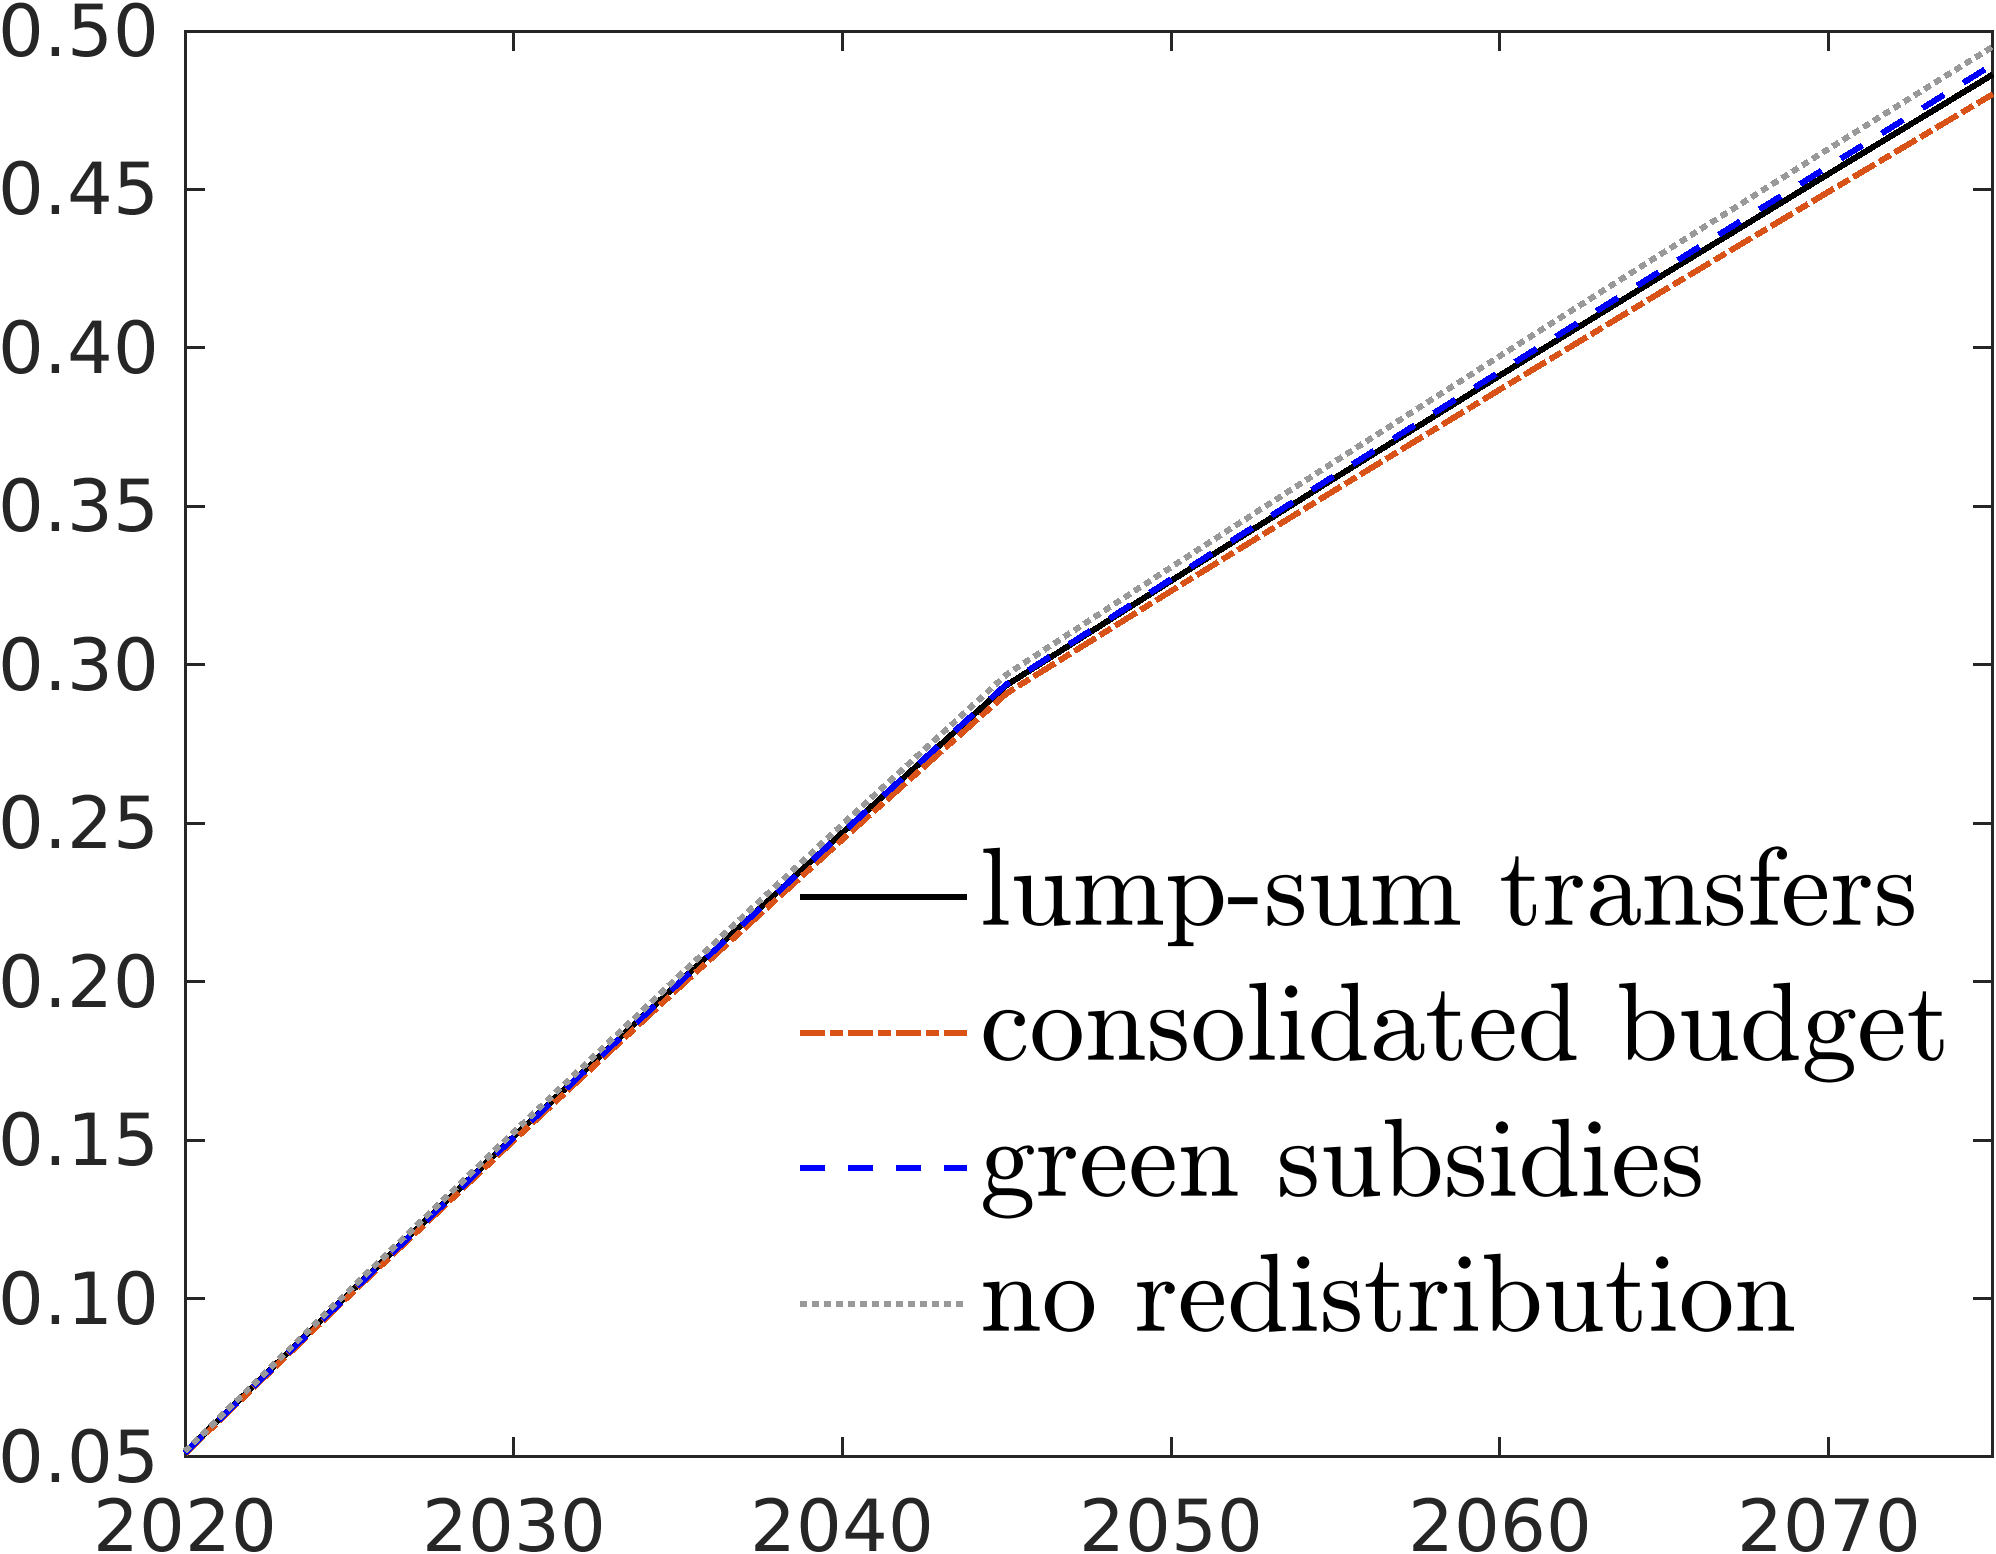 0.50
0.45
0.40
0.35
0.30
0.25
0.20
0.15
0.10
0.05
lump-sum transfers
consolidated budget
green subsidies
no redistribution
2020 2030 2040 2050 2060 2070